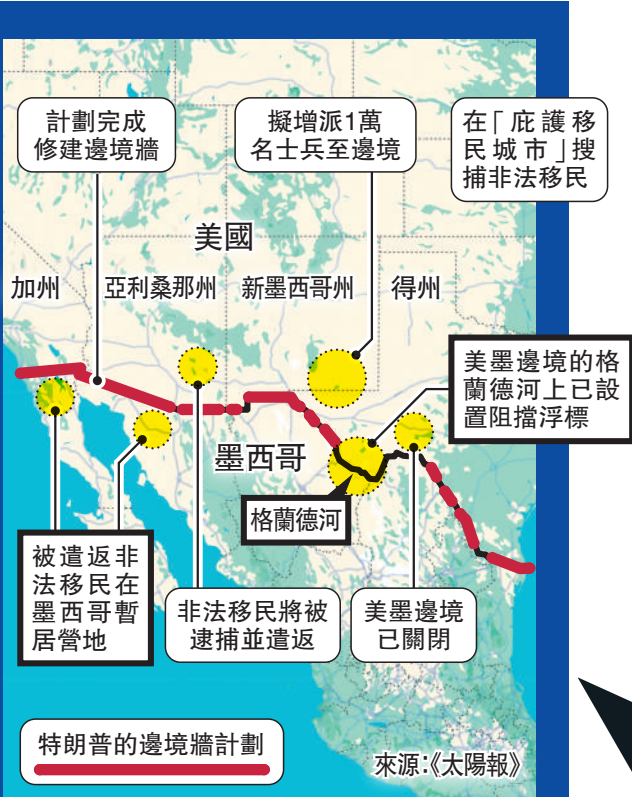 計劃完成
修建邊境牆
擬增派1萬
名士兵至邊境
在「庇護移
民城市」搜
捕非法移民
美國
加州
亞利桑那州
新墨西哥州
得州
美墨邊境的格
蘭德河上已設
置阻擋浮標
墨西哥
格蘭德河
被遣返非
法移民在
墨西哥暫
居營地
非法移民將被
逮捕並遣返
美墨邊境
已關閉
特朗普的邊境牆計劃
來源:《太陽報》